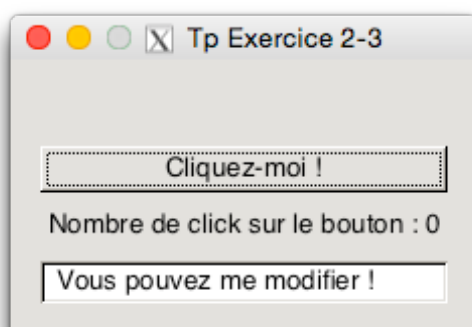 Tp Exercice 2-3
Cliquez-moi !
Nombre de click sur le bouton : 0
Vous pouvez me modifier !